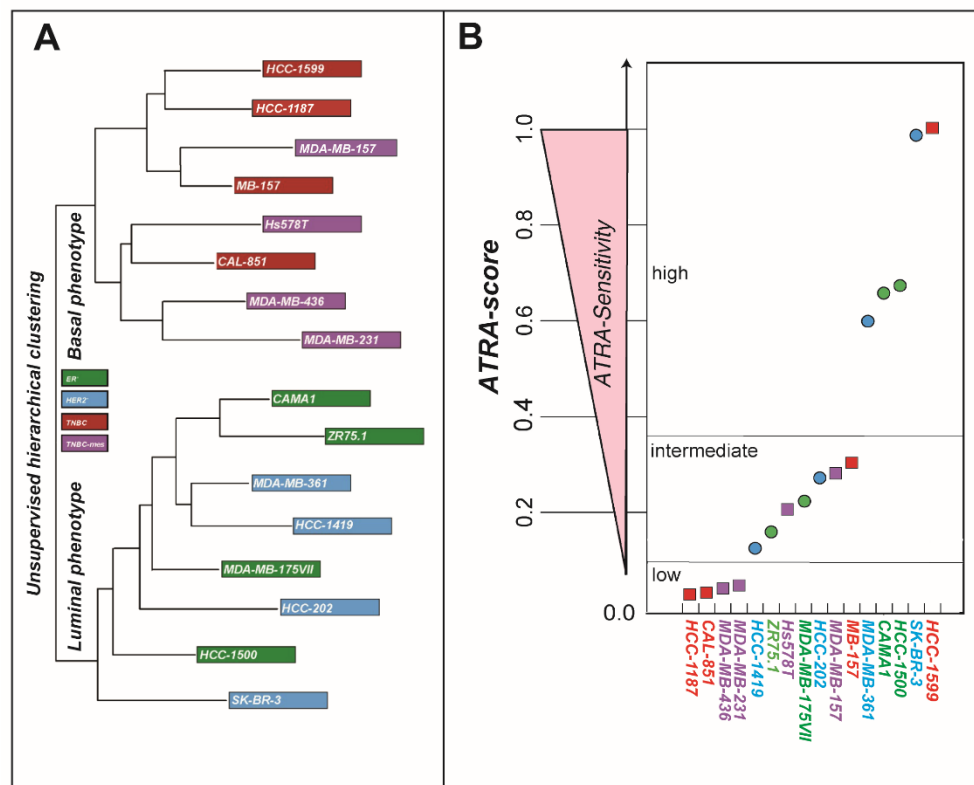 A
Unsupervised hierarchical clustering
Basal phenotype
Luminal phenotype
HCC-1599
HCC-1187
MDA-MB-157
MB-157
Hs578T
CAL-851
MDA-MB-436
MDA-MB-231
ER⁺
HER2⁺
TNBC
TNBC-mes
CAMA1
ZR75.1
MDA-MB-361
HCC-1419
MDA-MB-175VII
HCC-202
HCC-1500
SK-BR-3
B
ATRA-score
ATRA-Sensitivity
1.0
0.8
0.6
0.4
0.2
0.0
high
intermediate
low
HCC-1187
CAL-851
MDA-MB-436
MDA-MB-231
HCC-1419
ZR75.1
Hs578T
MDA-MB-175VII
HCC-202
MDA-MB-157
MB-157
MDA-MB-361
CAMA1
HCC-1500
SK-BR-3
HCC-1599